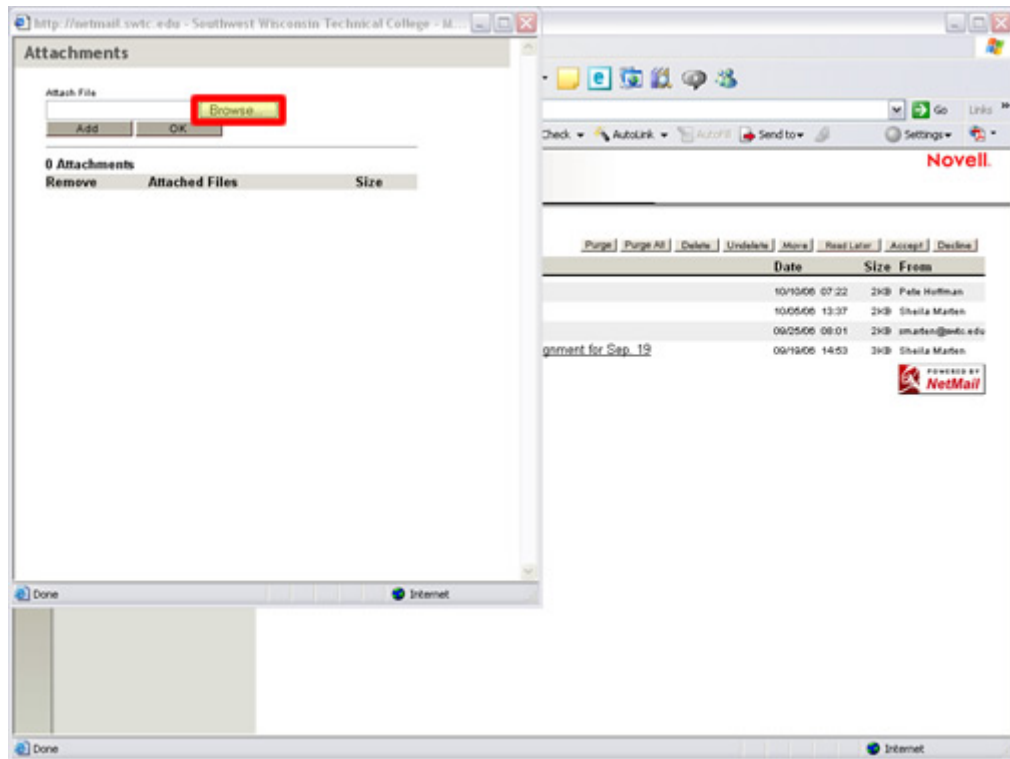 http://netmail.swtc.edu - Southwest Wisconsin Technical College - M...
Attachments
Attach File
Browse...
Add OK
0 Attachments
Remove Attached Files Size
Done Internet
Go Links »
Check AutoLink AutoFill Send to Settings
Novell.
Purge Purge All Delete Undelete Move Read Later Accept Decline
Date Size From
10/10/06 07:22 2KB Pete Hoffman
10/05/06 13:37 2KB Sheila Marten
09/25/06 08:01 2KB smarten@swtc.edu
gnment for Sep. 19 09/19/06 14:53 3KB Sheila Marten
POWERED BY
NetMail
Done Internet